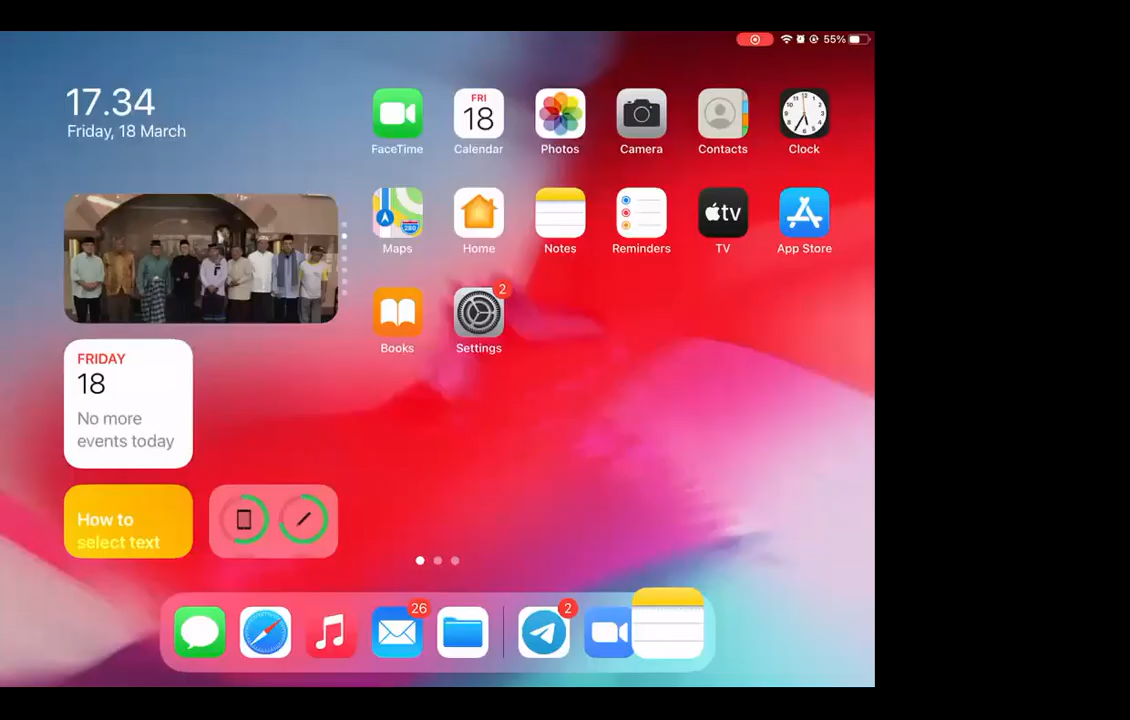 55%
17.34
Friday, 18 March
FRI
18
FaceTime
Calendar
Photos
Camera
Contacts
Clock
280
tv
Maps
Home
Notes
Reminders
TV
App Store
2
Books
Settings
FRIDAY
18
No more
events today
How to
select text
26
2